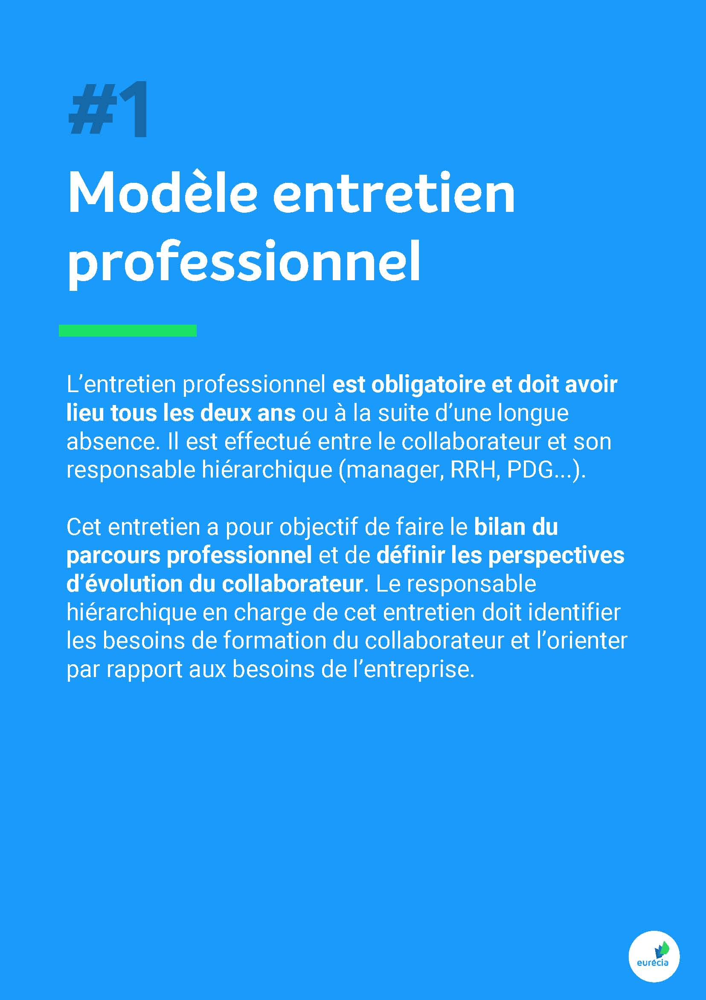 #1
Modèle entretien
professionnel
L’entretien professionnel est obligatoire et doit avoir
lieu tous les deux ans ou à la suite d’une longue
absence. Il est effectué entre le collaborateur et son
responsable hiérarchique (manager, RRH, PDG...).
Cet entretien a pour objectif de faire le bilan du
parcours professionnel et de définir les perspectives
d’évolution du collaborateur. Le responsable
hiérarchique en charge de cet entretien doit identifier
les besoins de formation du collaborateur et l’orienter
par rapport aux besoins de l’entreprise.
eurécia